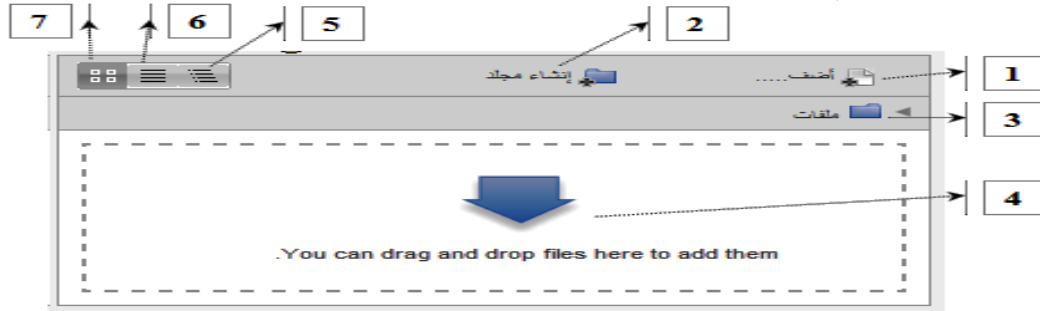 7 6 5 2
أضف..... إنشاء مجلد
1
ملفات
3
4
.You can drag and drop files here to add them